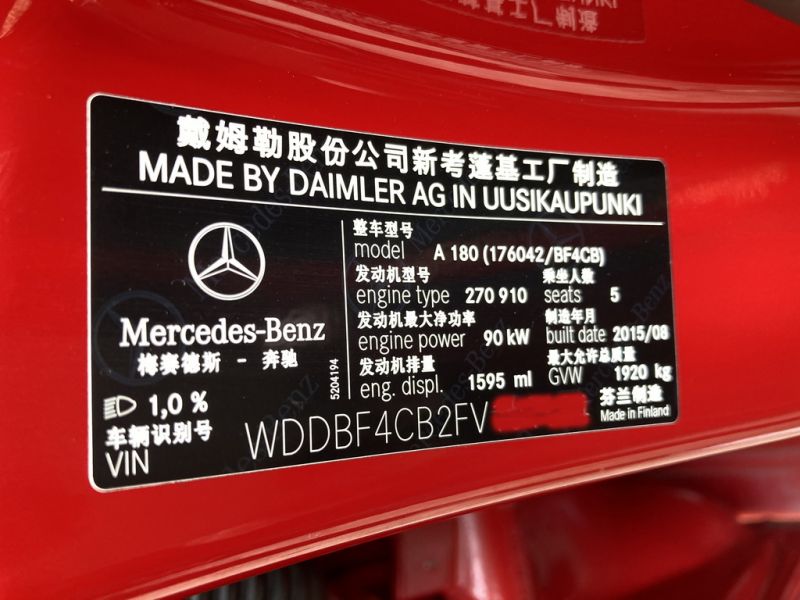 戴姆勒股份公司新考蓬基工厂制造
MADE BY DAIMLER AG IN UUSIKAUPUNKI
Mercedes-Benz
梅赛德斯 - 奔驰
5204194
整车型号
model A 180 (176042/BF4CB)
发动机型号 乘坐人数
engine type 270 910 seats 5
发动机最大净功率 制造年月
engine power 90 kW built date 2015/08
发动机排量 最大允许总质量
eng. displ. 1595 ml GVW 1920 kg
1,0 %
车辆识别号
VIN WDDBF4CB2FV
芬兰制造
Made in Finland